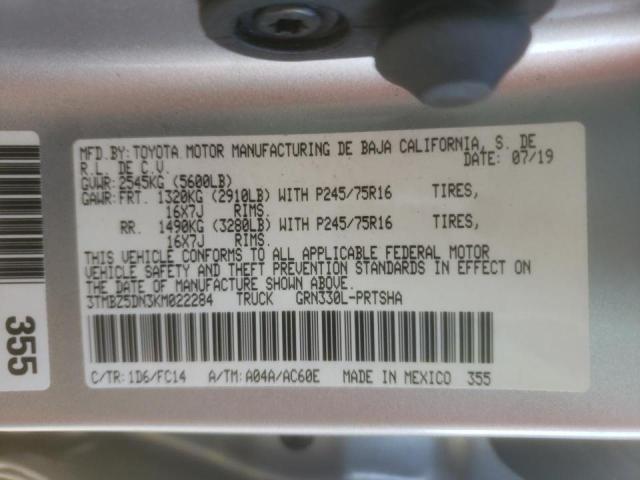 MFD.BY:TOYOTA MOTOR MANUFACTURING DE BAJA CALIFORNIA, S. DE
R.L. DE C.V. DATE: 07/19
GVWR:2545KG (5600LB)
GAWR:FRT. 1320KG (2910LB) WITH P245/75R16 TIRES,
16X7J RIMS.
RR. 1490KG (3280LB) WITH P245/75R16 TIRES,
16X7J RIMS.
THIS VEHICLE CONFORMS TO ALL APPLICABLE FEDERAL MOTOR
VEHICLE SAFETY AND THEFT PREVENTION STANDARDS IN EFFECT ON
THE DATE OF MANUFACTURE SHOWN ABOVE.
3TMBZ5DN3KM022284 TRUCK GRN330L-PRTSHA
C/TR:1D6/FC14 A/TM:A04A/AC60E MADE IN MEXICO 355
355